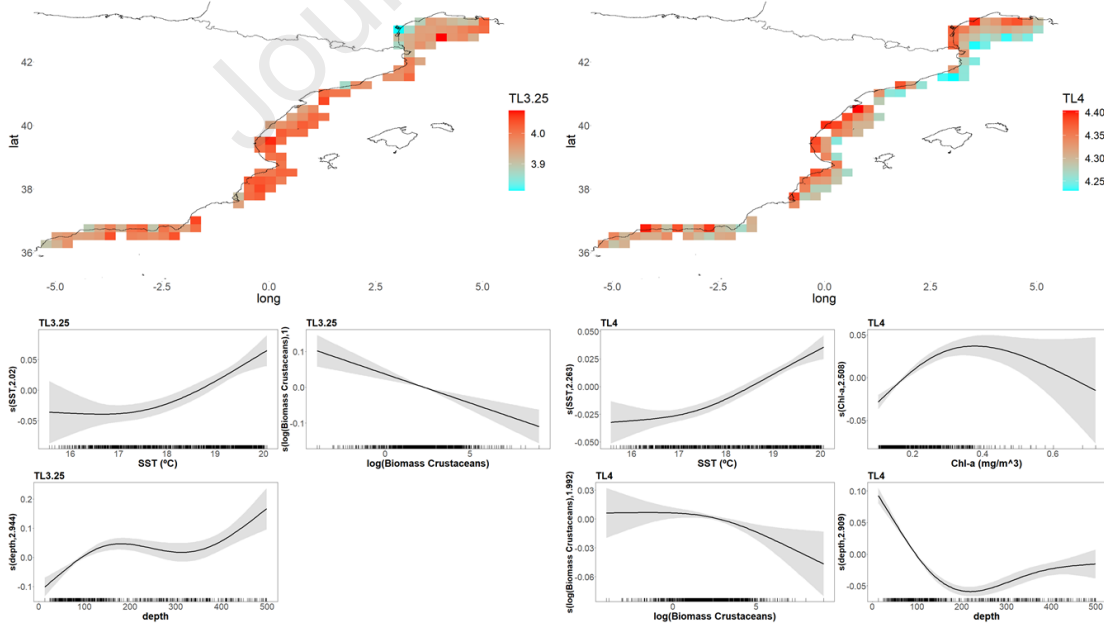 Jou
42
40
38
36
lat
-5.0
-2.5
0.0
2.5
5.0
long
TL3.25
4.0
3.9
42
40
38
36
lat
-5.0
-2.5
0.0
2.5
5.0
long
TL4
4.40
4.35
4.30
4.25
TL3.25
s(SST,2.02)
0.05
0.00
-0.05
16
17
18
19
20
SST (ºC)
TL3.25
s(log(Biomass Crustaceans),1)
0.1
0.0
-0.1
0
5
log(Biomass Crustaceans)
TL4
s(SST,2.263)
0.050
0.025
0.000
-0.025
-0.050
16
17
18
19
20
SST (ºC)
TL4
s(Chl-a,2.508)
0.05
0.00
-0.05
0.2
0.4
0.6
Chl-a (mg/m^3)
TL3.25
s(depth,2.944)
0.2
0.1
0.0
-0.1
0
100
200
300
400
500
depth
TL4
s(log(Biomass Crustaceans),1.992)
0.03
0.00
-0.03
-0.06
0
5
log(Biomass Crustaceans)
TL4
s(depth,2.909)
0.10
0.05
0.00
-0.05
0
100
200
300
400
500
depth